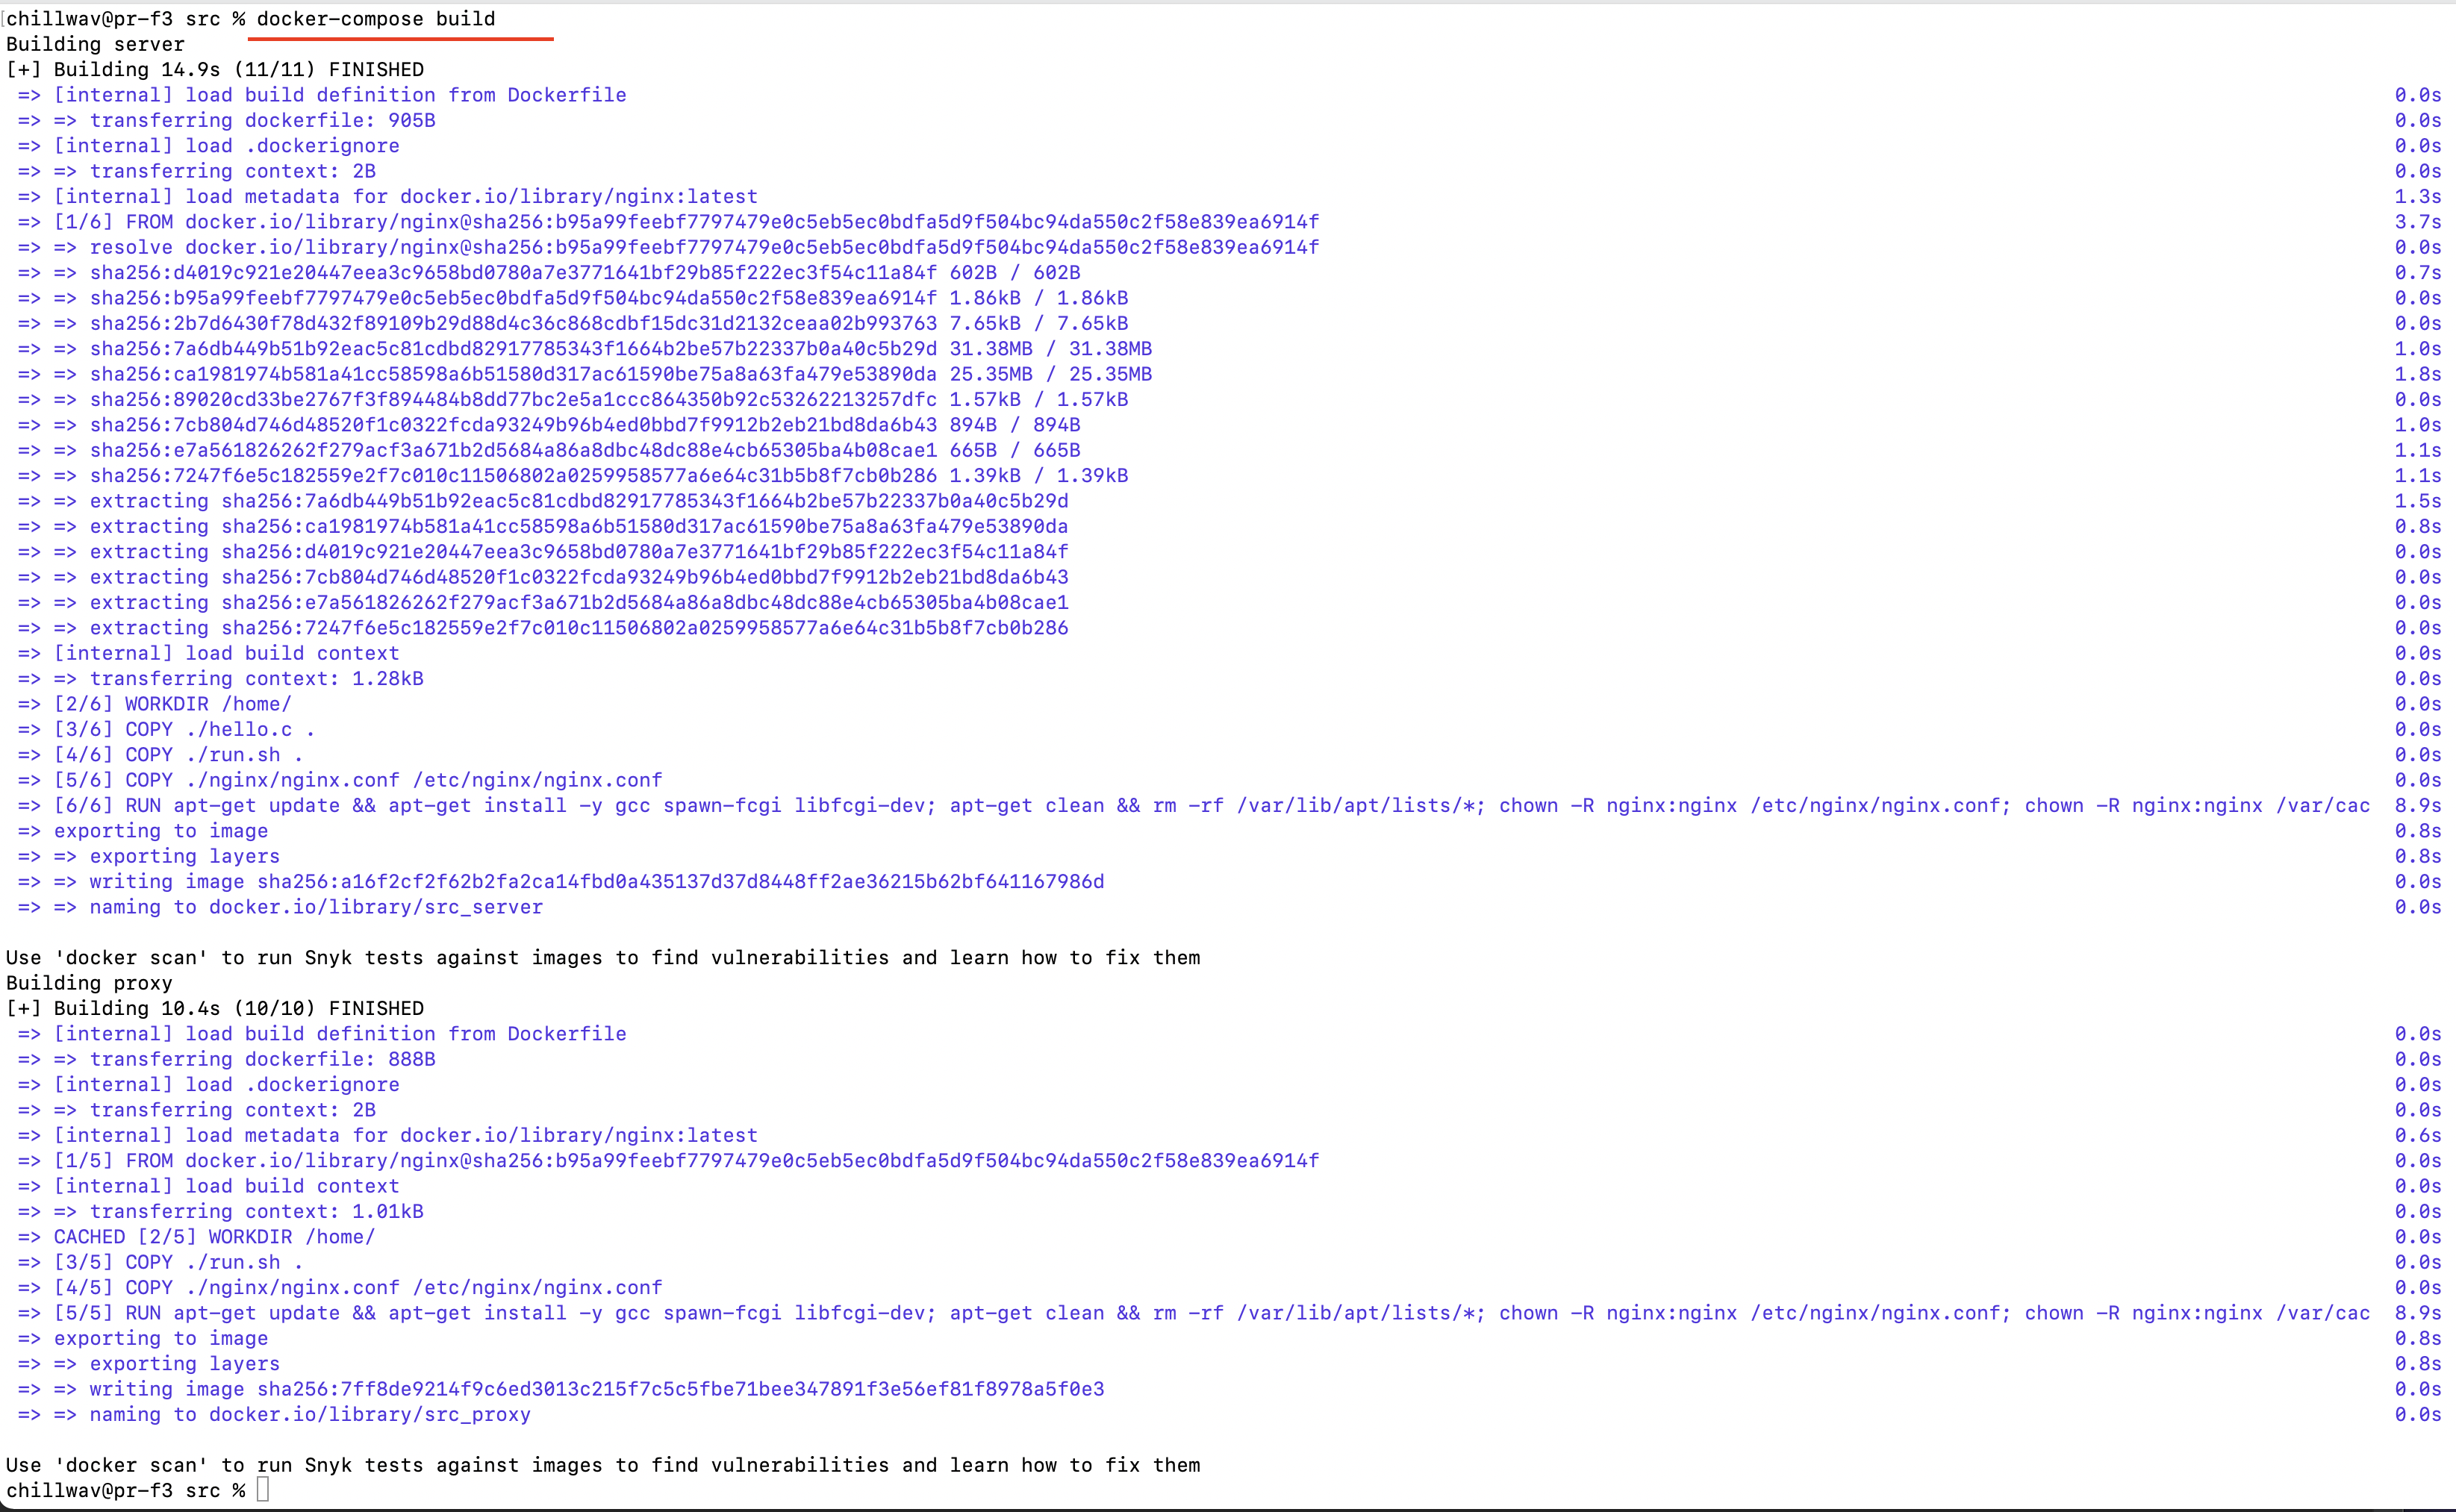 chillwav@pr-f3 src % docker-compose build
Building server
[+] Building 14.9s (11/11) FINISHED
=> [internal] load build definition from Dockerfile 0.0s
=> => transferring dockerfile: 905B 0.0s
=> [internal] load .dockerignore 0.0s
=> => transferring context: 2B 0.0s
=> [internal] load metadata for docker.io/library/nginx:latest 1.3s
=> [1/6] FROM docker.io/library/nginx@sha256:b95a99feebf7797479e0c5eb5ec0bdfa5d9f504bc94da550c2f58e839ea6914f 3.7s
=> => resolve docker.io/library/nginx@sha256:b95a99feebf7797479e0c5eb5ec0bdfa5d9f504bc94da550c2f58e839ea6914f 0.0s
=> => sha256:d4019c921e20447eea3c9658bd0780a7e3771641bf29b85f222ec3f54c11a84f 602B / 602B 0.7s
=> => sha256:b95a99feebf7797479e0c5eb5ec0bdfa5d9f504bc94da550c2f58e839ea6914f 1.86kB / 1.86kB 0.0s
=> => sha256:2b7d6430f78d432f89109b29d88d4c36c868cdbf15dc31d2132ceaa02b993763 7.65kB / 7.65kB 0.0s
=> => sha256:7a6db449b51b92eac5c81cdbd82917785343f1664b2be57b22337b0a40c5b29d 31.38MB / 31.38MB 1.0s
=> => sha256:ca1981974b581a41cc58598a6b51580d317ac61590be75a8a63fa479e53890da 25.35MB / 25.35MB 1.8s
=> => sha256:89020cd33be2767f3f894484b8dd77bc2e5a1ccc864350b92c53262213257dfc 1.57kB / 1.57kB 0.0s
=> => sha256:7cb804d746d48520f1c0322fcda93249b96b4ed0bbd7f9912b2eb21bd8da6b43 894B / 894B 1.0s
=> => sha256:e7a561826262f279acf3a671b2d5684a86a8dbc48dc88e4cb65305ba4b08cae1 665B / 665B 1.1s
=> => sha256:7247f6e5c182559e2f7c010c11506802a0259958577a6e64c31b5b8f7cb0b286 1.39kB / 1.39kB 1.1s
=> => extracting sha256:7a6db449b51b92eac5c81cdbd82917785343f1664b2be57b22337b0a40c5b29d 1.5s
=> => extracting sha256:ca1981974b581a41cc58598a6b51580d317ac61590be75a8a63fa479e53890da 0.8s
=> => extracting sha256:d4019c921e20447eea3c9658bd0780a7e3771641bf29b85f222ec3f54c11a84f 0.0s
=> => extracting sha256:7cb804d746d48520f1c0322fcda93249b96b4ed0bbd7f9912b2eb21bd8da6b43 0.0s
=> => extracting sha256:e7a561826262f279acf3a671b2d5684a86a8dbc48dc88e4cb65305ba4b08cae1 0.0s
=> => extracting sha256:7247f6e5c182559e2f7c010c11506802a0259958577a6e64c31b5b8f7cb0b286 0.0s
=> [internal] load build context 0.0s
=> => transferring context: 1.28kB 0.0s
=> [2/6] WORKDIR /home/ 0.0s
=> [3/6] COPY ./hello.c . 0.0s
=> [4/6] COPY ./run.sh . 0.0s
=> [5/6] COPY ./nginx/nginx.conf /etc/nginx/nginx.conf 0.0s
=> [6/6] RUN apt-get update && apt-get install -y gcc spawn-fcgi libfcgi-dev; apt-get clean && rm -rf /var/lib/apt/lists/*; chown -R nginx:nginx /etc/nginx/nginx.conf; chown -R nginx:nginx /var/cac 8.9s
=> exporting to image 0.8s
=> => exporting layers 0.8s
=> => writing image sha256:a16f2cf2f62b2fa2ca14fbd0a435137d37d8448ff2ae36215b62bf641167986d 0.0s
=> => naming to docker.io/library/src_server 0.0s
Use 'docker scan' to run Snyk tests against images to find vulnerabilities and learn how to fix them
Building proxy
[+] Building 10.4s (10/10) FINISHED
=> [internal] load build definition from Dockerfile 0.0s
=> => transferring dockerfile: 888B 0.0s
=> [internal] load .dockerignore 0.0s
=> => transferring context: 2B 0.0s
=> [internal] load metadata for docker.io/library/nginx:latest 0.6s
=> [1/5] FROM docker.io/library/nginx@sha256:b95a99feebf7797479e0c5eb5ec0bdfa5d9f504bc94da550c2f58e839ea6914f 0.0s
=> [internal] load build context 0.0s
=> => transferring context: 1.01kB 0.0s
=> CACHED [2/5] WORKDIR /home/ 0.0s
=> [3/5] COPY ./run.sh . 0.0s
=> [4/5] COPY ./nginx/nginx.conf /etc/nginx/nginx.conf 0.0s
=> [5/5] RUN apt-get update && apt-get install -y gcc spawn-fcgi libfcgi-dev; apt-get clean && rm -rf /var/lib/apt/lists/*; chown -R nginx:nginx /etc/nginx/nginx.conf; chown -R nginx:nginx /var/cac 8.9s
=> exporting to image 0.8s
=> => exporting layers 0.8s
=> => writing image sha256:7ff8de9214f9c6ed3013c215f7c5c5fbe71bee347891f3e56ef81f8978a5f0e3 0.0s
=> => naming to docker.io/library/src_proxy 0.0s
Use 'docker scan' to run Snyk tests against images to find vulnerabilities and learn how to fix them
chillwav@pr-f3 src %